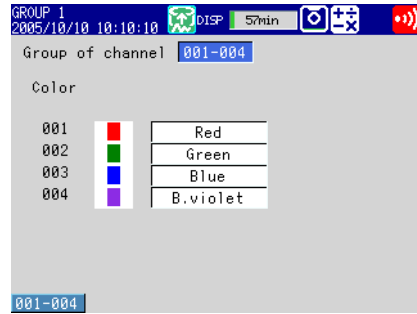 GROUP 1
2005/10/10 10:10:10 DISP 57min
Group of channel 001-004
Color
001 Red
002 Green
003 Blue
004 B.violet
001-004